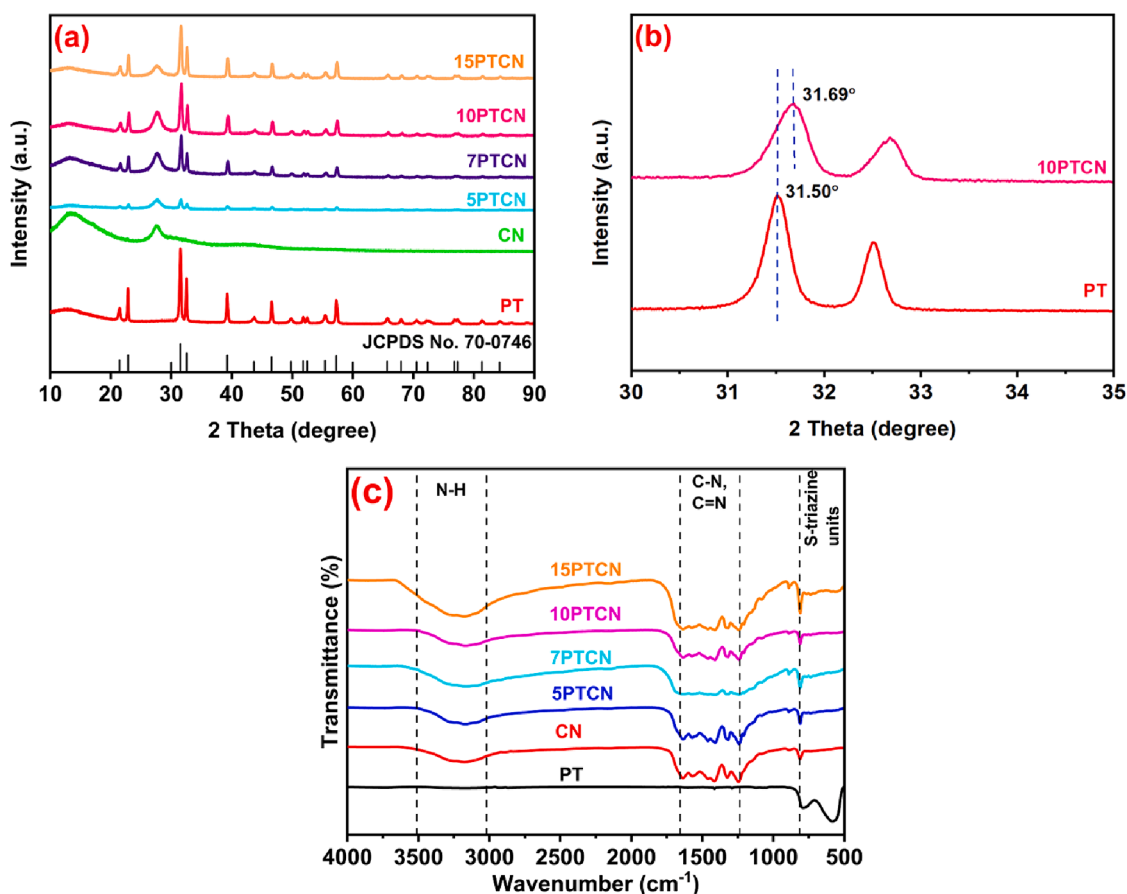 (a)
15PTCN
10PTCN
7PTCN
5PTCN
CN
PT
JCPDS No. 70-0746
Intensity (a.u.)
10 20 30 40 50 60 70 80 90
2 Theta (degree)
(b)
31.69°
10PTCN
31.50°
PT
Intensity (a.u.)
30 31 32 33 34 35
2 Theta (degree)
(c)
N-H
C-N,
C=N
S-triazine
units
15PTCN
10PTCN
7PTCN
5PTCN
CN
PT
Transmittance (%)
4000 3500 3000 2500 2000 1500 1000 500
Wavenumber (cm⁻¹)